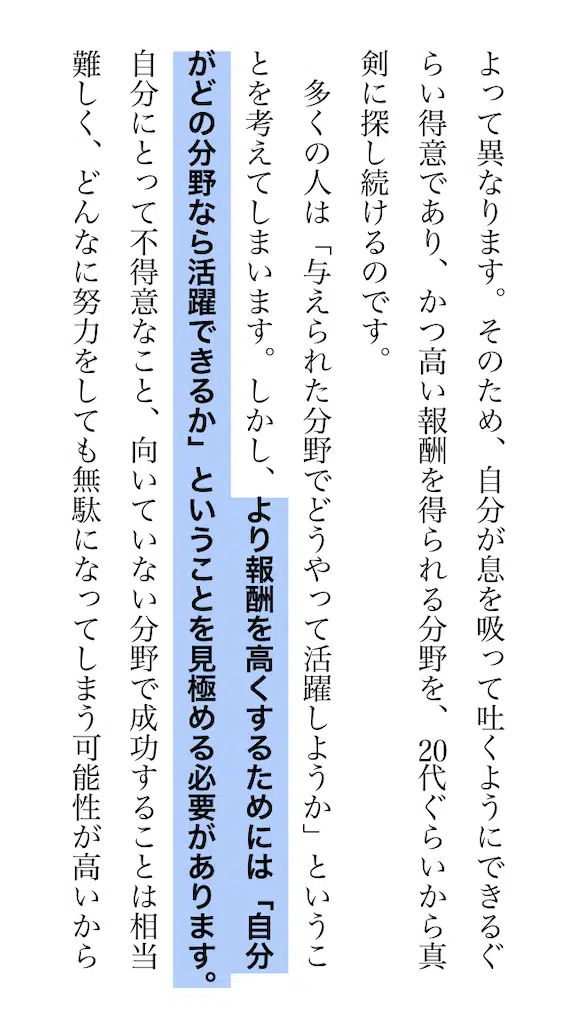 よって異なります。そのため、自分が息を吸って吐くようにできるぐ
らい得意であり、かつ高い報酬を得られる分野を、20代ぐらいから真
剣に探し続けるのです。
　多くの人は「与えられた分野でどうやって活躍しようか」というこ
とを考えてしまいます。しかし、より報酬を高くするためには「自分
がどの分野なら活躍できるか」ということを見極める必要があります。
自分にとって不得意なこと、向いていない分野で成功することは相当
難しく、どんなに努力をしても無駄になってしまう可能性が高いから